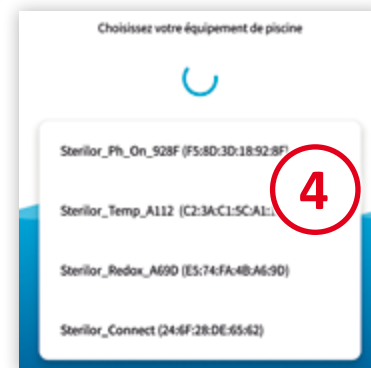 Choisissez votre équipement de piscine
Sterilor_Ph_On_928F (F5:8D:3D:18:92:8F)
Sterilor_Temp_A112 (C2:3A:C1:5C:A1:
4
Sterilor_Redox_A69D (E5:74:FA:4B:A6:9D)
Sterilor_Connect (24:6F:28:DE:65:62)